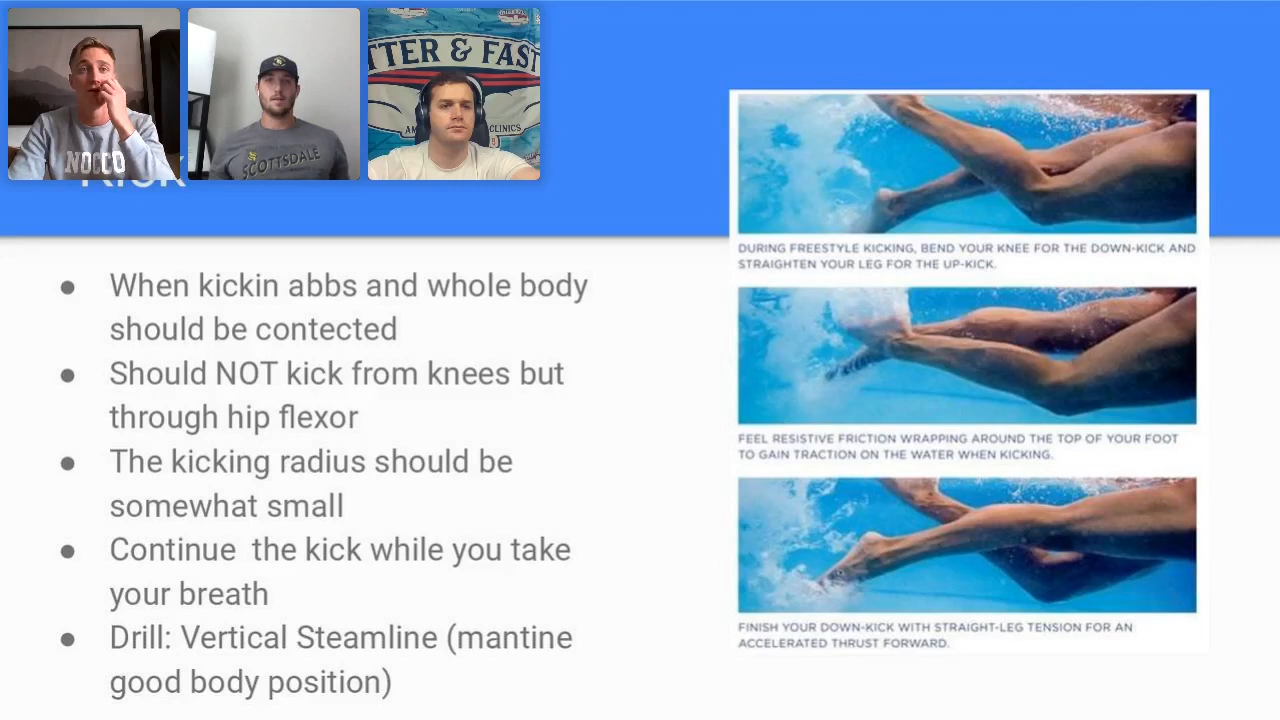 TTER & FAST
AM
CLINICS
NOCCO
SCOTTSDALE
Kick
● When kickin abbs and whole body
should be contected
● Should NOT kick from knees but
through hip flexor
● The kicking radius should be
somewhat small
● Continue  the kick while you take
your breath
● Drill: Vertical Steamline (mantine
good body position)
DURING FREESTYLE KICKING, BEND YOUR KNEE FOR THE DOWN-KICK AND
STRAIGHTEN YOUR LEG FOR THE UP-KICK.
FEEL RESISTIVE FRICTION WRAPPING AROUND THE TOP OF YOUR FOOT
TO GAIN TRACTION ON THE WATER WHEN KICKING.
FINISH YOUR DOWN-KICK WITH STRAIGHT-LEG TENSION FOR AN
ACCELERATED THRUST FORWARD.